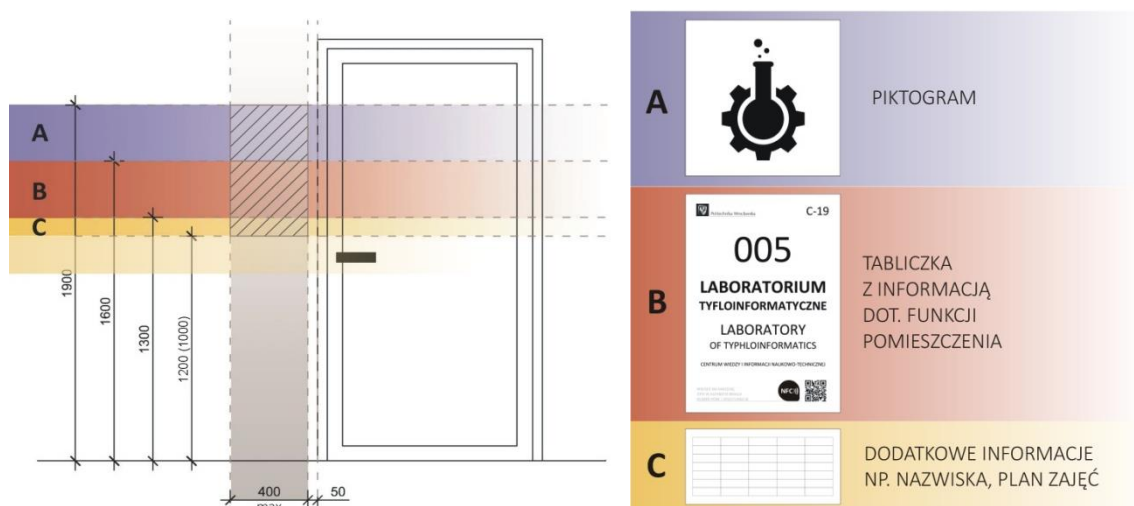 A
B
C
1900
1600
1300
1200 (1000)
400
max
50
A
PIKTOGRAM
B
Politechnika Wrocławska
C-19
005
LABORATORIUM
TYFLOINFORMATYCZNE
LABORATORY
OF TYPHLOINFORMATICS
CENTRUM WIEDZY I INFORMACJI NAUKOWO-TECHNICZNEJ
NFC
TABLICZKA
Z INFORMACJĄ
DOT. FUNKCJI
POMIESZCZENIA
C
DODATKOWE INFORMACJE
NP. NAZWISKA, PLAN ZAJĘĆ